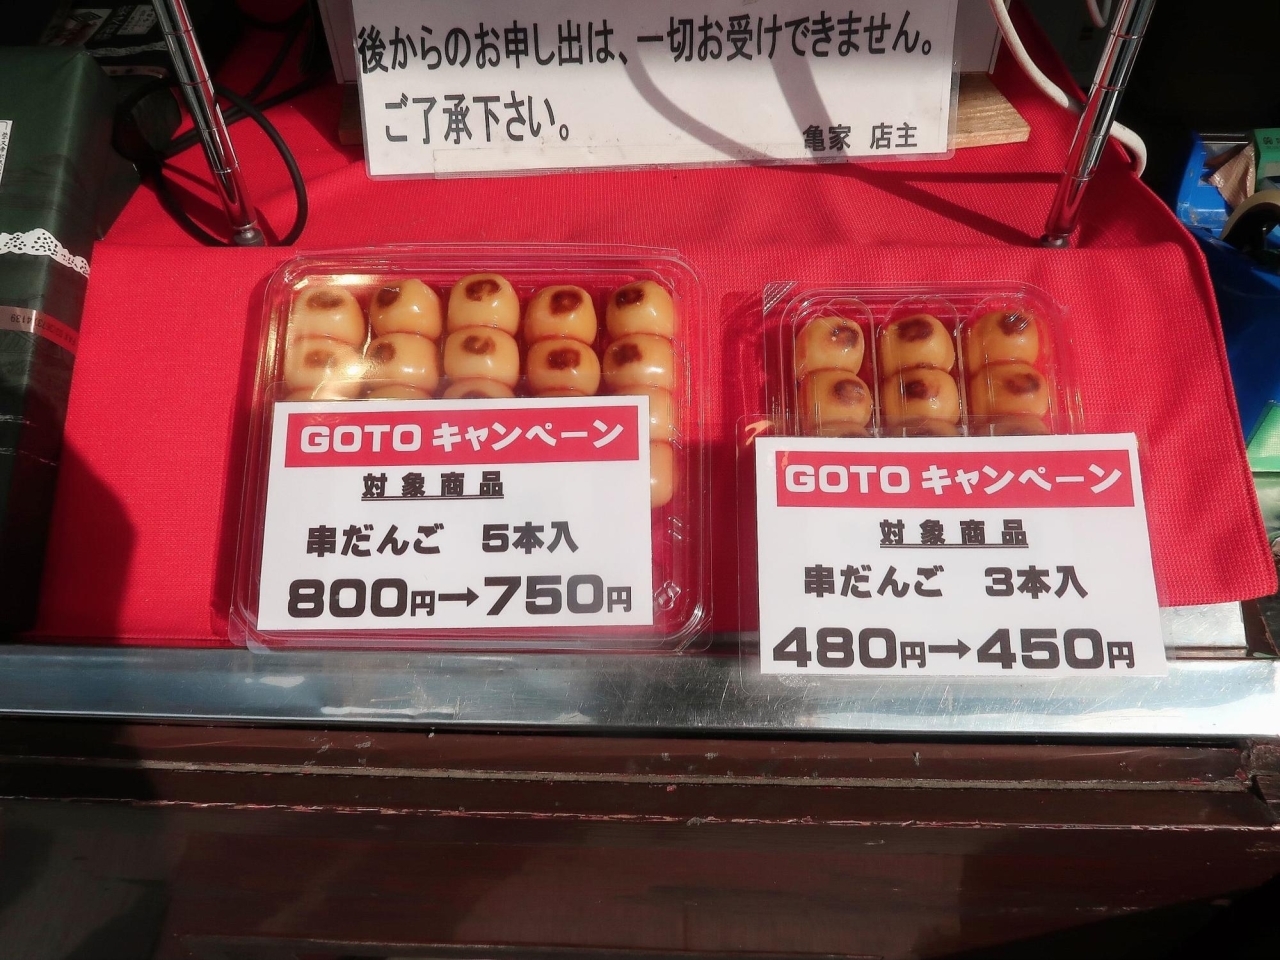 後からのお申し出は、一切お受けできません。
ご了承下さい。
亀家 店主
GOTO キャンペーン
対象商品
串だんご 5本入
800円→750円
GOTO キャンペーン
対象商品
串だんご 3本入
480円→450円